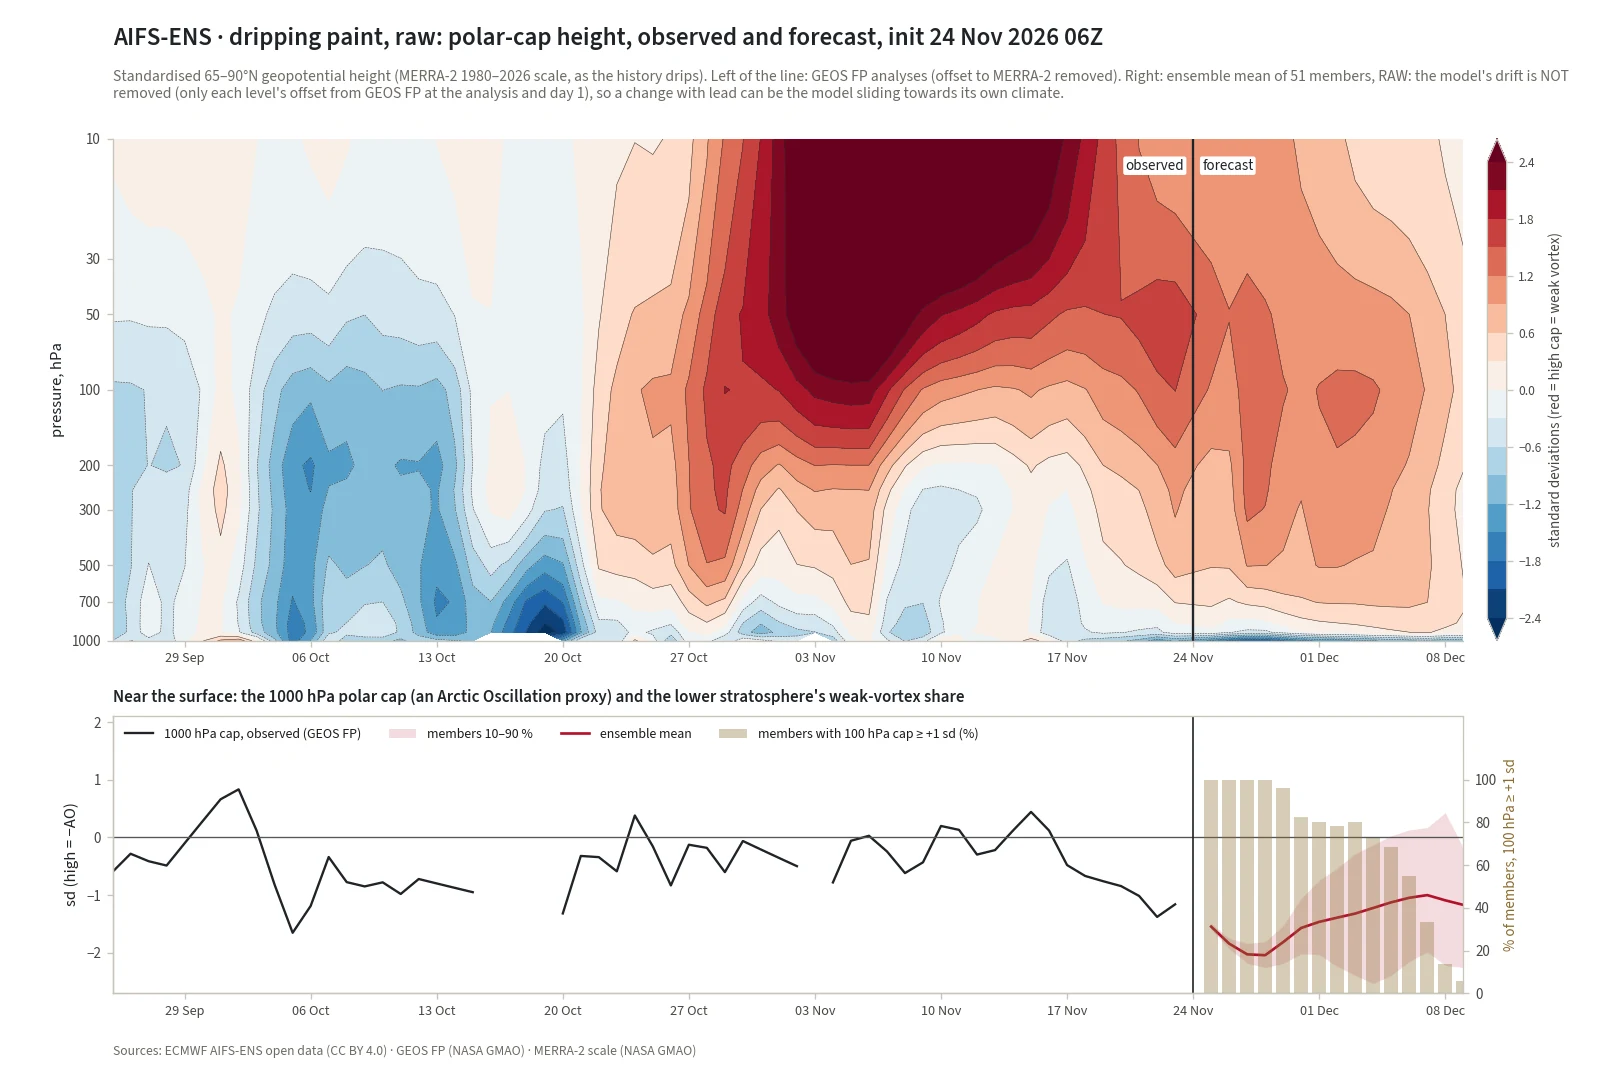 AIFS-ENS · dripping paint, raw: polar-cap height, observed and forecast, init 24 Nov 2026 06Z
Standardised 65–90°N geopotential height (MERRA-2 1980–2026 scale, as the history drips). Left of the line: GEOS FP analyses (offset to MERRA-2 removed). Right: ensemble mean of 51 members, RAW: the model's drift is NOT
removed (only each level's offset from GEOS FP at the analysis and day 1), so a change with lead can be the model sliding towards its own climate.
pressure, hPa
10
30
50
100
200
300
500
700
1000
observed
forecast
29 Sep
06 Oct
13 Oct
20 Oct
27 Oct
03 Nov
10 Nov
17 Nov
24 Nov
01 Dec
08 Dec
2.4
1.8
1.2
0.6
0.0
−0.6
−1.2
−1.8
−2.4
standard deviations (red = high cap = weak vortex)
Near the surface: the 1000 hPa polar cap (an Arctic Oscillation proxy) and the lower stratosphere's weak-vortex share
sd (high = −AO)
2
1
0
−1
−2
1000 hPa cap, observed (GEOS FP)
members 10–90 %
ensemble mean
members with 100 hPa cap ≥ +1 sd (%)
100
80
60
40
20
0
% of members, 100 hPa ≥ +1 sd
29 Sep
06 Oct
13 Oct
20 Oct
27 Oct
03 Nov
10 Nov
17 Nov
24 Nov
01 Dec
08 Dec
Sources: ECMWF AIFS-ENS open data (CC BY 4.0) · GEOS FP (NASA GMAO) · MERRA-2 scale (NASA GMAO)